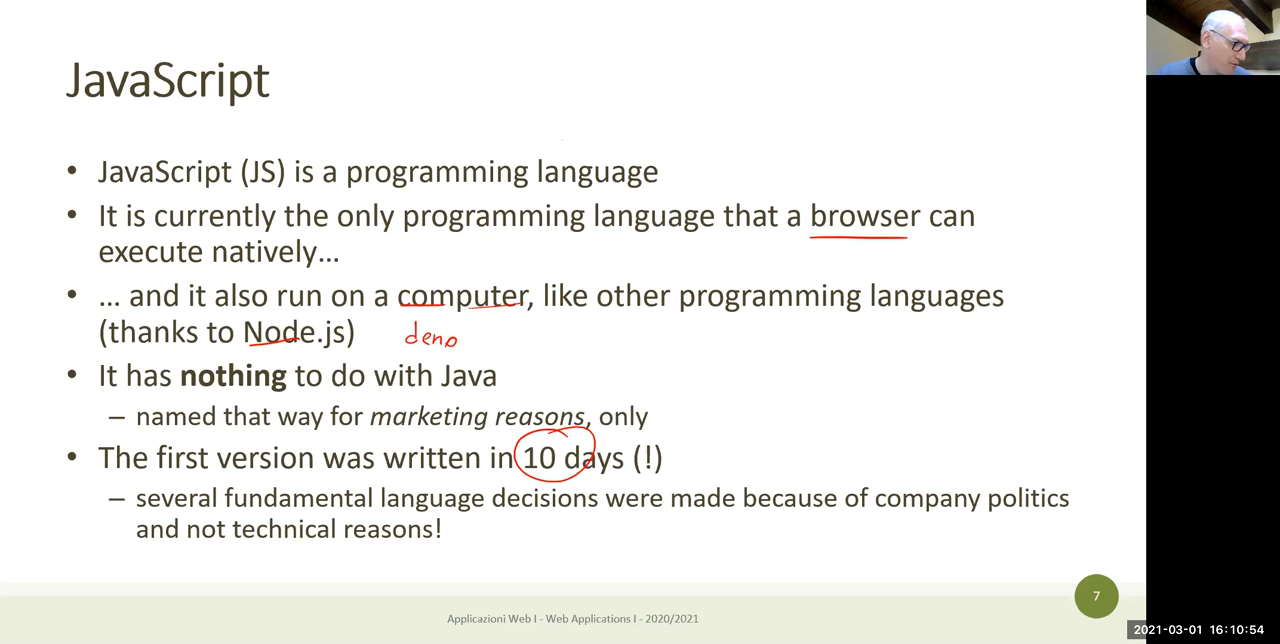 JavaScript
• JavaScript (JS) is a programming language
• It is currently the only programming language that a browser can
execute natively…
• … and it also run on a computer, like other programming languages
(thanks to Node.js)
deno
• It has nothing to do with Java
– named that way for marketing reasons, only
• The first version was written in 10 days (!)
– several fundamental language decisions were made because of company politics
and not technical reasons!
7
Applicazioni Web I - Web Applications I - 2020/2021
2021-03-01 16:10:54